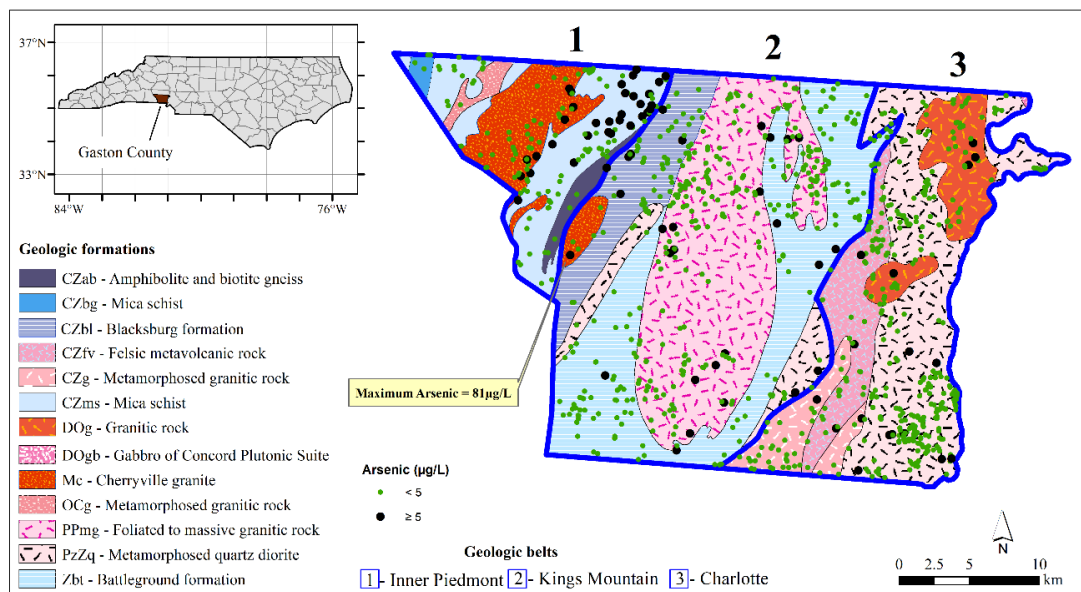 37°N
33°N
84°W
76°W
Gaston County
1
2
3
Geologic formations
CZab - Amphibolite and biotite gneiss
CZbg - Mica schist
CZbl - Blacksburg formation
CZfv - Felsic metavolcanic rock
CZg - Metamorphosed granitic rock
CZms - Mica schist
DOg - Granitic rock
DOgb - Gabbro of Concord Plutonic Suite
Mc - Cherryville granite
OCg - Metamorphosed granitic rock
PPmg - Foliated to massive granitic rock
PzZq - Metamorphosed quartz diorite
Zbt - Battleground formation
Maximum Arsenic = 81µg/L
Arsenic (µg/L)
< 5
≥ 5
Geologic belts
1 - Inner Piedmont 2 - Kings Mountain 3 - Charlotte
N
0 2.5 5 10
km